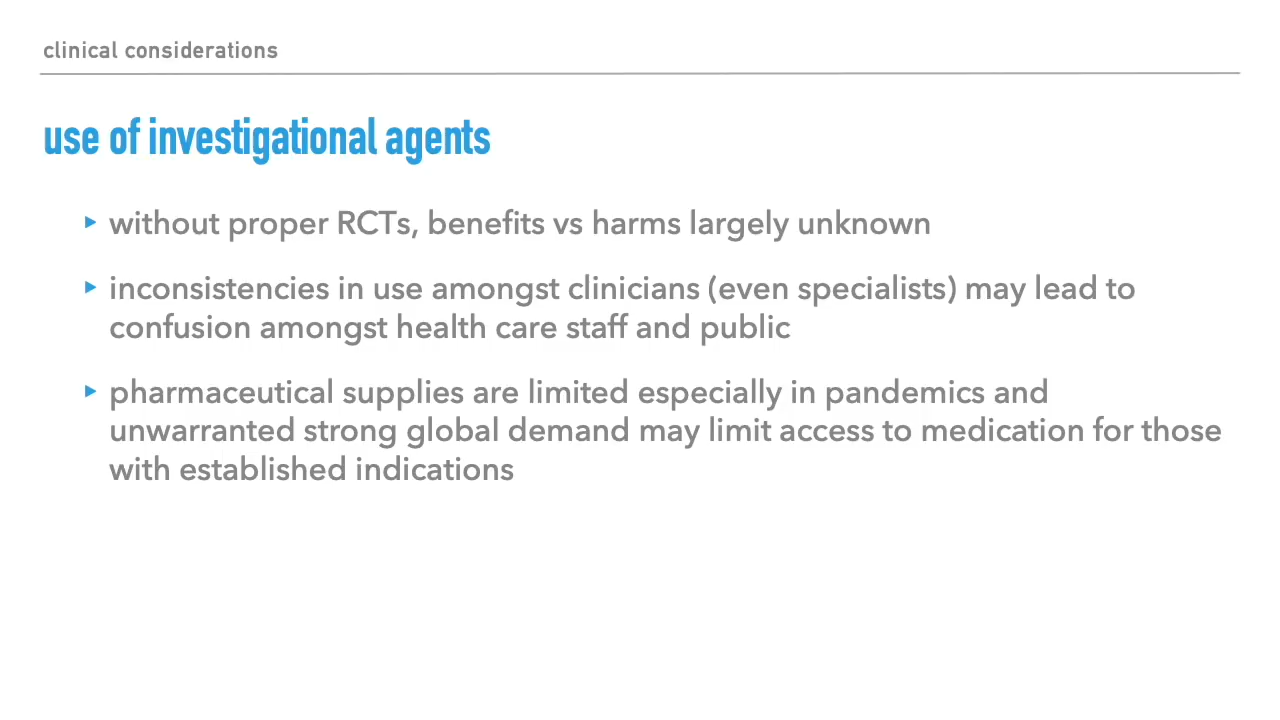 clinical considerations
use of investigational agents
‣ without proper RCTs, benefits vs harms largely unknown
‣ inconsistencies in use amongst clinicians (even specialists) may lead to
confusion amongst health care staff and public
‣ pharmaceutical supplies are limited especially in pandemics and
unwarranted strong global demand may limit access to medication for those
with established indications